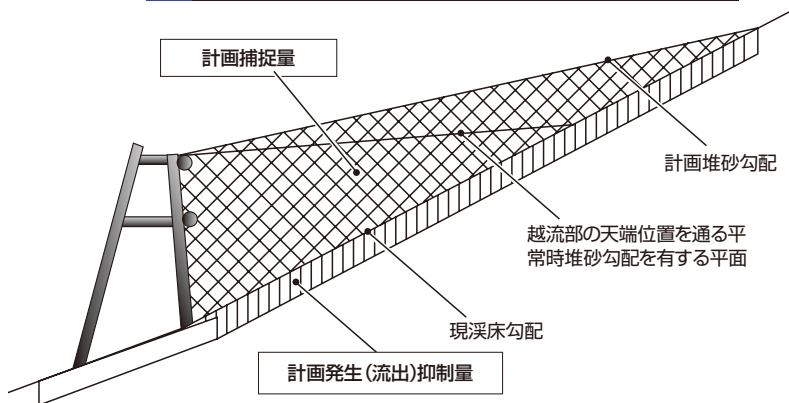 計画捕捉量
計画堆砂勾配
越流部の天端位置を通る平
常時堆砂勾配を有する平面
現渓床勾配
計画発生(流出)抑制量